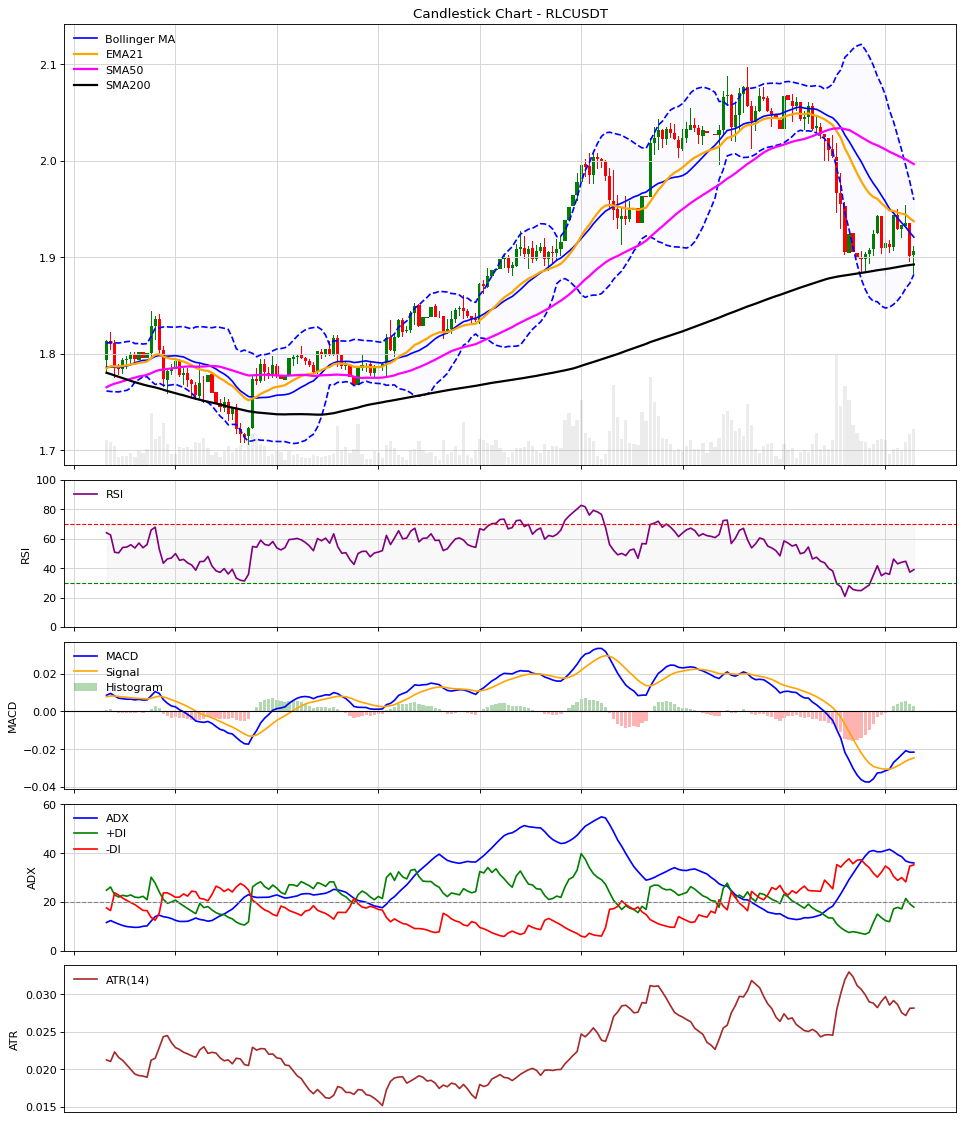 Candlestick Chart - RLCUSDT
Bollinger MA
EMA21
SMA50
SMA200
2.1
2.0
1.9
1.8
1.7
RSI
RSI
100
80
60
40
20
0
MACD
Signal
Histogram
MACD
0.02
0.00
−0.02
−0.04
ADX
+DI
-DI
ADX
60
40
20
0
ATR(14)
ATR
0.030
0.025
0.020
0.015